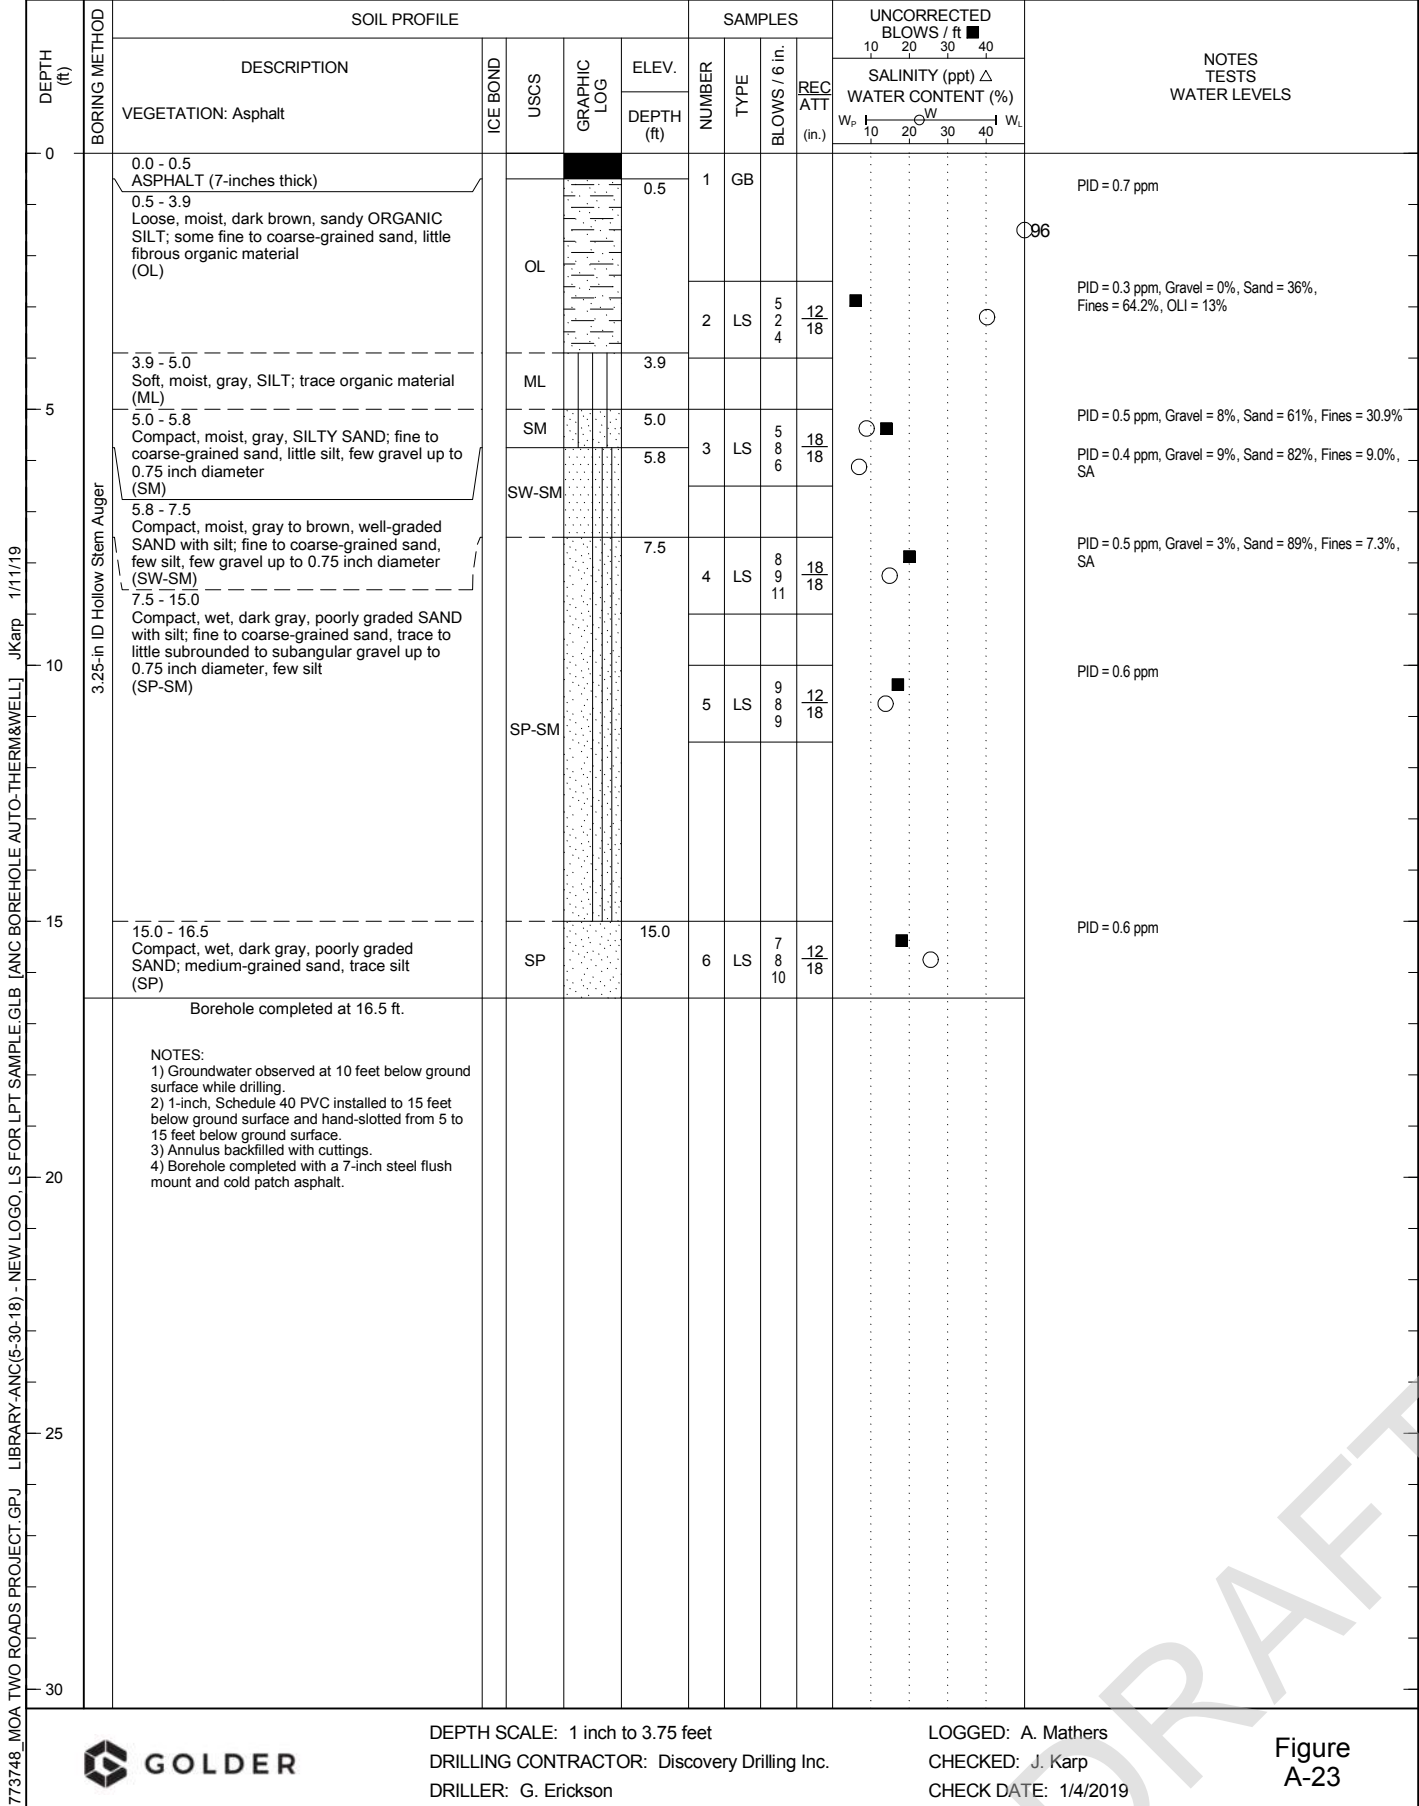 DEPTH
(ft)
BORING METHOD
SOIL PROFILE
SAMPLES
UNCORRECTED
BLOWS / ft ■
10 20 30 40
NOTES
TESTS
WATER LEVELS
DESCRIPTION
VEGETATION: Asphalt
ICE BOND
USCS
GRAPHIC
LOG
ELEV.
DEPTH
(ft)
NUMBER
TYPE
BLOWS / 6 in.
REC
ATT
(in.)
SALINITY (ppt) △
WATER CONTENT (%)
WP W WL
10 20 30 40
0
5
10
15
20
25
30
3.25-in ID Hollow Stem Auger
0.0 - 0.5
ASPHALT (7-inches thick)
0.5 - 3.9
Loose, moist, dark brown, sandy ORGANIC
SILT; some fine to coarse-grained sand, little
fibrous organic material
(OL)
3.9 - 5.0
Soft, moist, gray, SILT; trace organic material
(ML)
5.0 - 5.8
Compact, moist, gray, SILTY SAND; fine to
coarse-grained sand, little silt, few gravel up to
0.75 inch diameter
(SM)
5.8 - 7.5
Compact, moist, gray to brown, well-graded
SAND with silt; fine to coarse-grained sand,
few silt, few gravel up to 0.75 inch diameter
(SW-SM)
7.5 - 15.0
Compact, wet, dark gray, poorly graded SAND
with silt; fine to coarse-grained sand, trace to
little subrounded to subangular gravel up to
0.75 inch diameter, few silt
(SP-SM)
15.0 - 16.5
Compact, wet, dark gray, poorly graded
SAND; medium-grained sand, trace silt
(SP)
Borehole completed at 16.5 ft.
NOTES:
1) Groundwater observed at 10 feet below ground
surface while drilling.
2) 1-inch, Schedule 40 PVC installed to 15 feet
below ground surface and hand-slotted from 5 to
15 feet below ground surface.
3) Annulus backfilled with cuttings.
4) Borehole completed with a 7-inch steel flush
mount and cold patch asphalt.
OL
ML
SM
SW-SM
SP-SM
SP
0.5
3.9
5.0
5.8
7.5
15.0
1 GB
2 LS 5 2 4 12/18
3 LS 5 8 6 18/18
4 LS 8 9 11 18/18
5 LS 9 8 9 12/18
6 LS 7 8 10 12/18
96
PID = 0.7 ppm
PID = 0.3 ppm, Gravel = 0%, Sand = 36%,
Fines = 64.2%, OLI = 13%
PID = 0.5 ppm, Gravel = 8%, Sand = 61%, Fines = 30.9%
PID = 0.4 ppm, Gravel = 9%, Sand = 82%, Fines = 9.0%,
SA
PID = 0.5 ppm, Gravel = 3%, Sand = 89%, Fines = 7.3%,
SA
PID = 0.6 ppm
PID = 0.6 ppm
773748_MOA TWO ROADS PROJECT.GPJ LIBRARY-ANC(5-30-18) - NEW LOGO, LS FOR LPT SAMPLE.GLB [ANC BOREHOLE AUTO-THERM&WELL] JKarp 1/11/19
GOLDER
DEPTH SCALE: 1 inch to 3.75 feet
DRILLING CONTRACTOR: Discovery Drilling Inc.
DRILLER: G. Erickson
LOGGED: A. Mathers
CHECKED: J. Karp
CHECK DATE: 1/4/2019
Figure
A-23
DRAFT